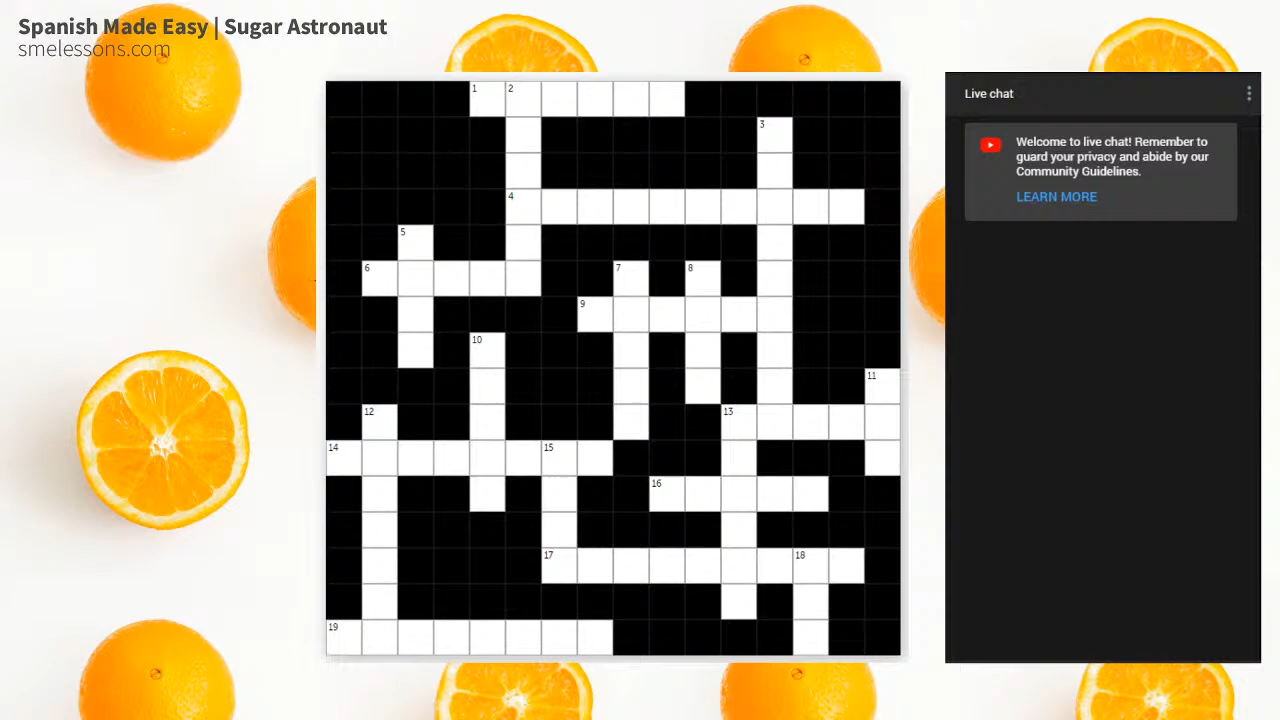 Spanish Made Easy | Sugar Astronaut
smelessons.com
Live chat
Welcome to live chat! Remember to
guard your privacy and abide by our
Community Guidelines.
LEARN MORE
1 2
3
4
5
6 7 8
9
10
11
12 13
14 15
16
17 18
19